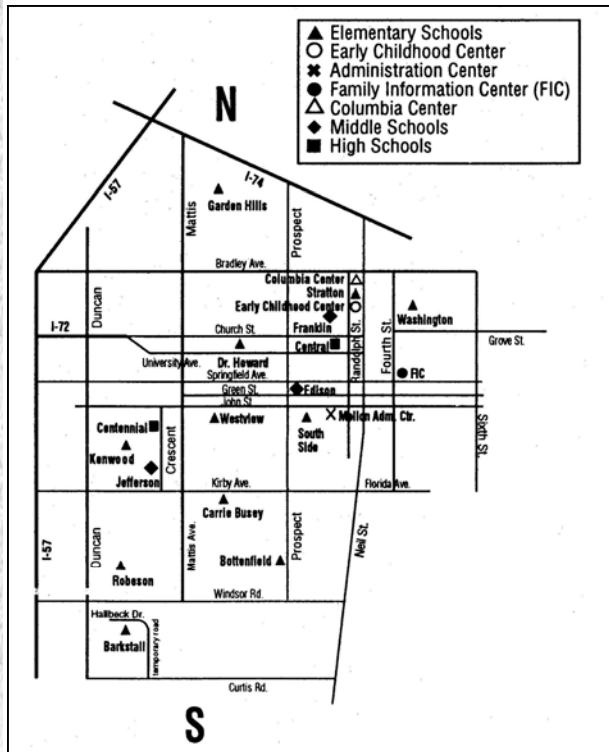 Elementary Schools
Early Childhood Center
Administration Center
Family Information Center (FIC)
Columbia Center
Middle Schools
High Schools
N
I-57
I-74
Garden Hills
Mattis
Prospect
Bradley Ave.
Duncan
Columbia Center
Stratton
Early Childhood Center
Randolph St.
Fourth St.
Washington
I-72
Church St.
Franklin
Central
Grove St.
University Ave.
Dr. Howard
Springfield Ave.
FIC
Green St.
Edison
John St.
Centennial
Crescent
Westview
South
Side
Mellon Adm. Ctr.
Sixth St.
Kenwood
Jefferson
Kirby Ave.
Florida Ave.
Carrie Busey
I-57
Duncan
Mattis Ave.
Prospect
Neil St.
Bottenfield
Robeson
Windsor Rd.
Hallbeck Dr.
temporary road
Barkstall
Curtis Rd.
S